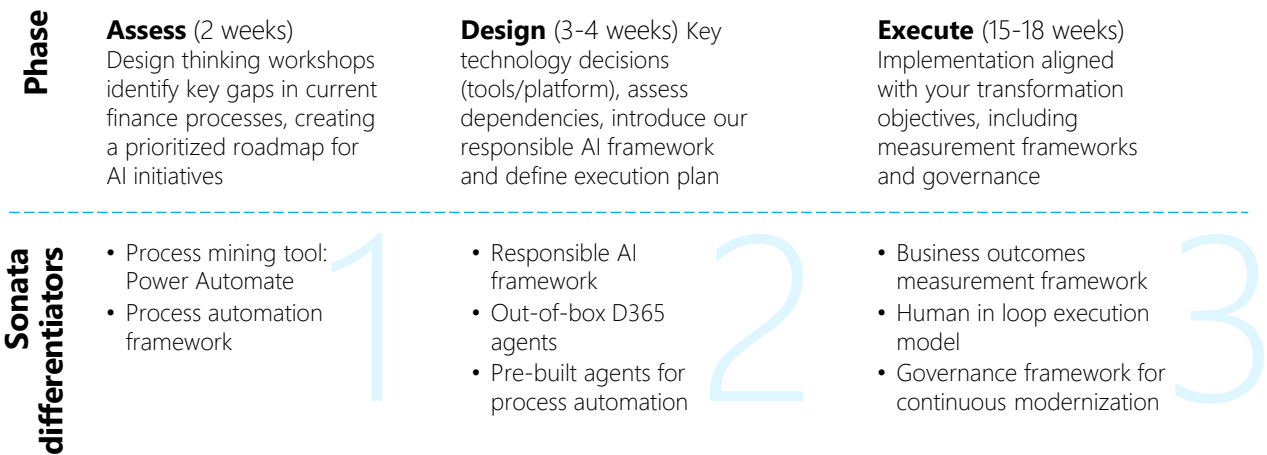 Phase
Assess (2 weeks)
Design thinking workshops
identify key gaps in current
finance processes, creating
a prioritized roadmap for
AI initiatives
Design (3-4 weeks) Key
technology decisions
(tools/platform), assess
dependencies, introduce our
responsible AI framework
and define execution plan
Execute (15-18 weeks)
Implementation aligned
with your transformation
objectives, including
measurement frameworks
and governance
Sonata
differentiators
• Process mining tool:
Power Automate
• Process automation
framework
1
• Responsible AI
framework
• Out-of-box D365
agents
• Pre-built agents for
process automation
2
• Business outcomes
measurement framework
• Human in loop execution
model
• Governance framework for
continuous modernization
3